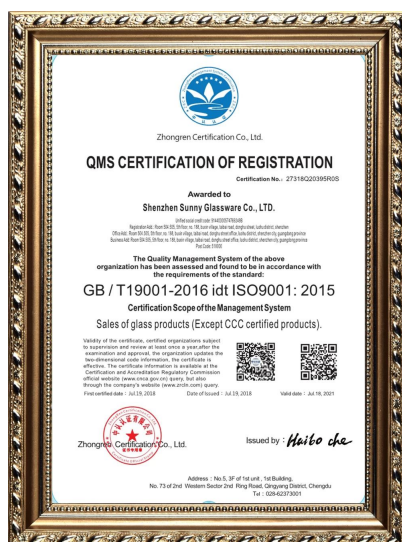 Zhongren Certification Co., Ltd.
QMS CERTIFICATION OF REGISTRATION
Certification No.: 27318Q20395R0S
Awarded to
Shenzhen Sunny Glassware Co., LTD.
The Quality Management System of the above
organization has been assessed and found to be in accordance with
the requirements of the standard:
GB / T19001-2016 idt ISO9001: 2015
Certification Scope of the Management System
Sales of glass products (Except CCC certified products).
Validity of the certificate, certified organizations subject
to supervision and review at least once a year, after the
examination and approval, the organization updates the
two-dimensional code information, the certificate is
effective. The certificate information is available at the
Certification and Accreditation Regulatory Commission
official website (www.cnca.gov.cn) query, but also
through the company's website (www.zrcln.com) query.
First certified date : Jul.19, 2018 Date of Issued : Jul.19, 2018 Valid date : Jul.19, 2021
Zhongren Certification Co., Ltd.
Issued by : Haibo che
Address : No.5, 3F of 1st unit , 1st Building,
No. 73 of 2nd Western Sector 2nd Ring Road, Qingyang District, Chengdu
Tel : 028-62373001